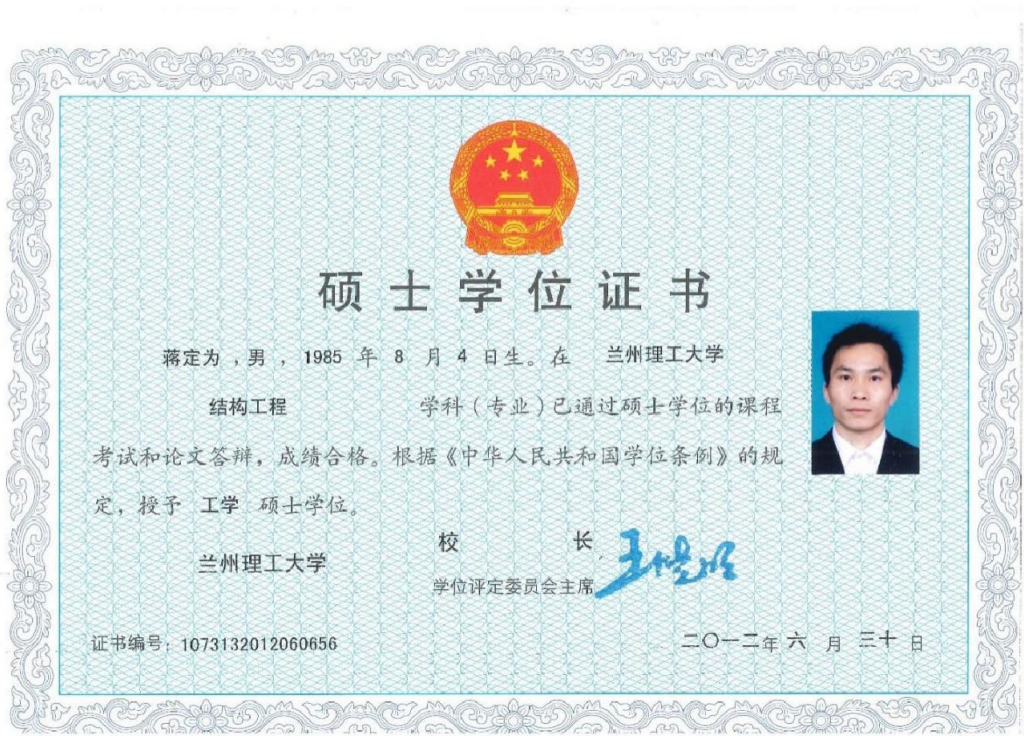 硕士学位证书
蒋定为，男，1985 年 8 月 4 日生。在 兰州理工大学
结构工程 学科（专业）已通过硕士学位的课程
考试和论文答辩，成绩合格。根据《中华人民共和国学位条例》的规
定，授予 工学 硕士学位。
兰州理工大学
校 长
学位评定委员会主席
证书编号：1073132012060656
二〇一二年 六 月 三十 日